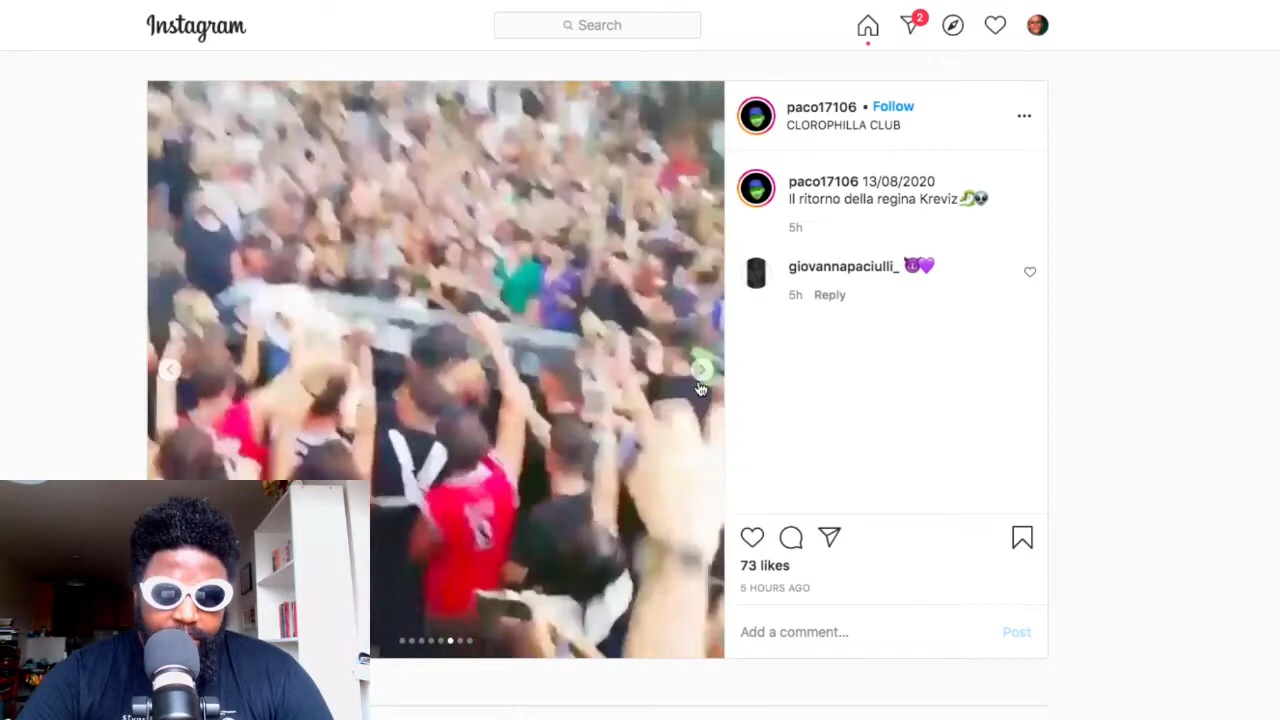 Instagram
Search
2
paco17106 • Follow
CLOROPHILLA CLUB
paco17106 13/08/2020
Il ritorno della regina Kreviz
5h
giovannapaciulli_
5h Reply
73 likes
5 HOURS AGO
Add a comment... Post